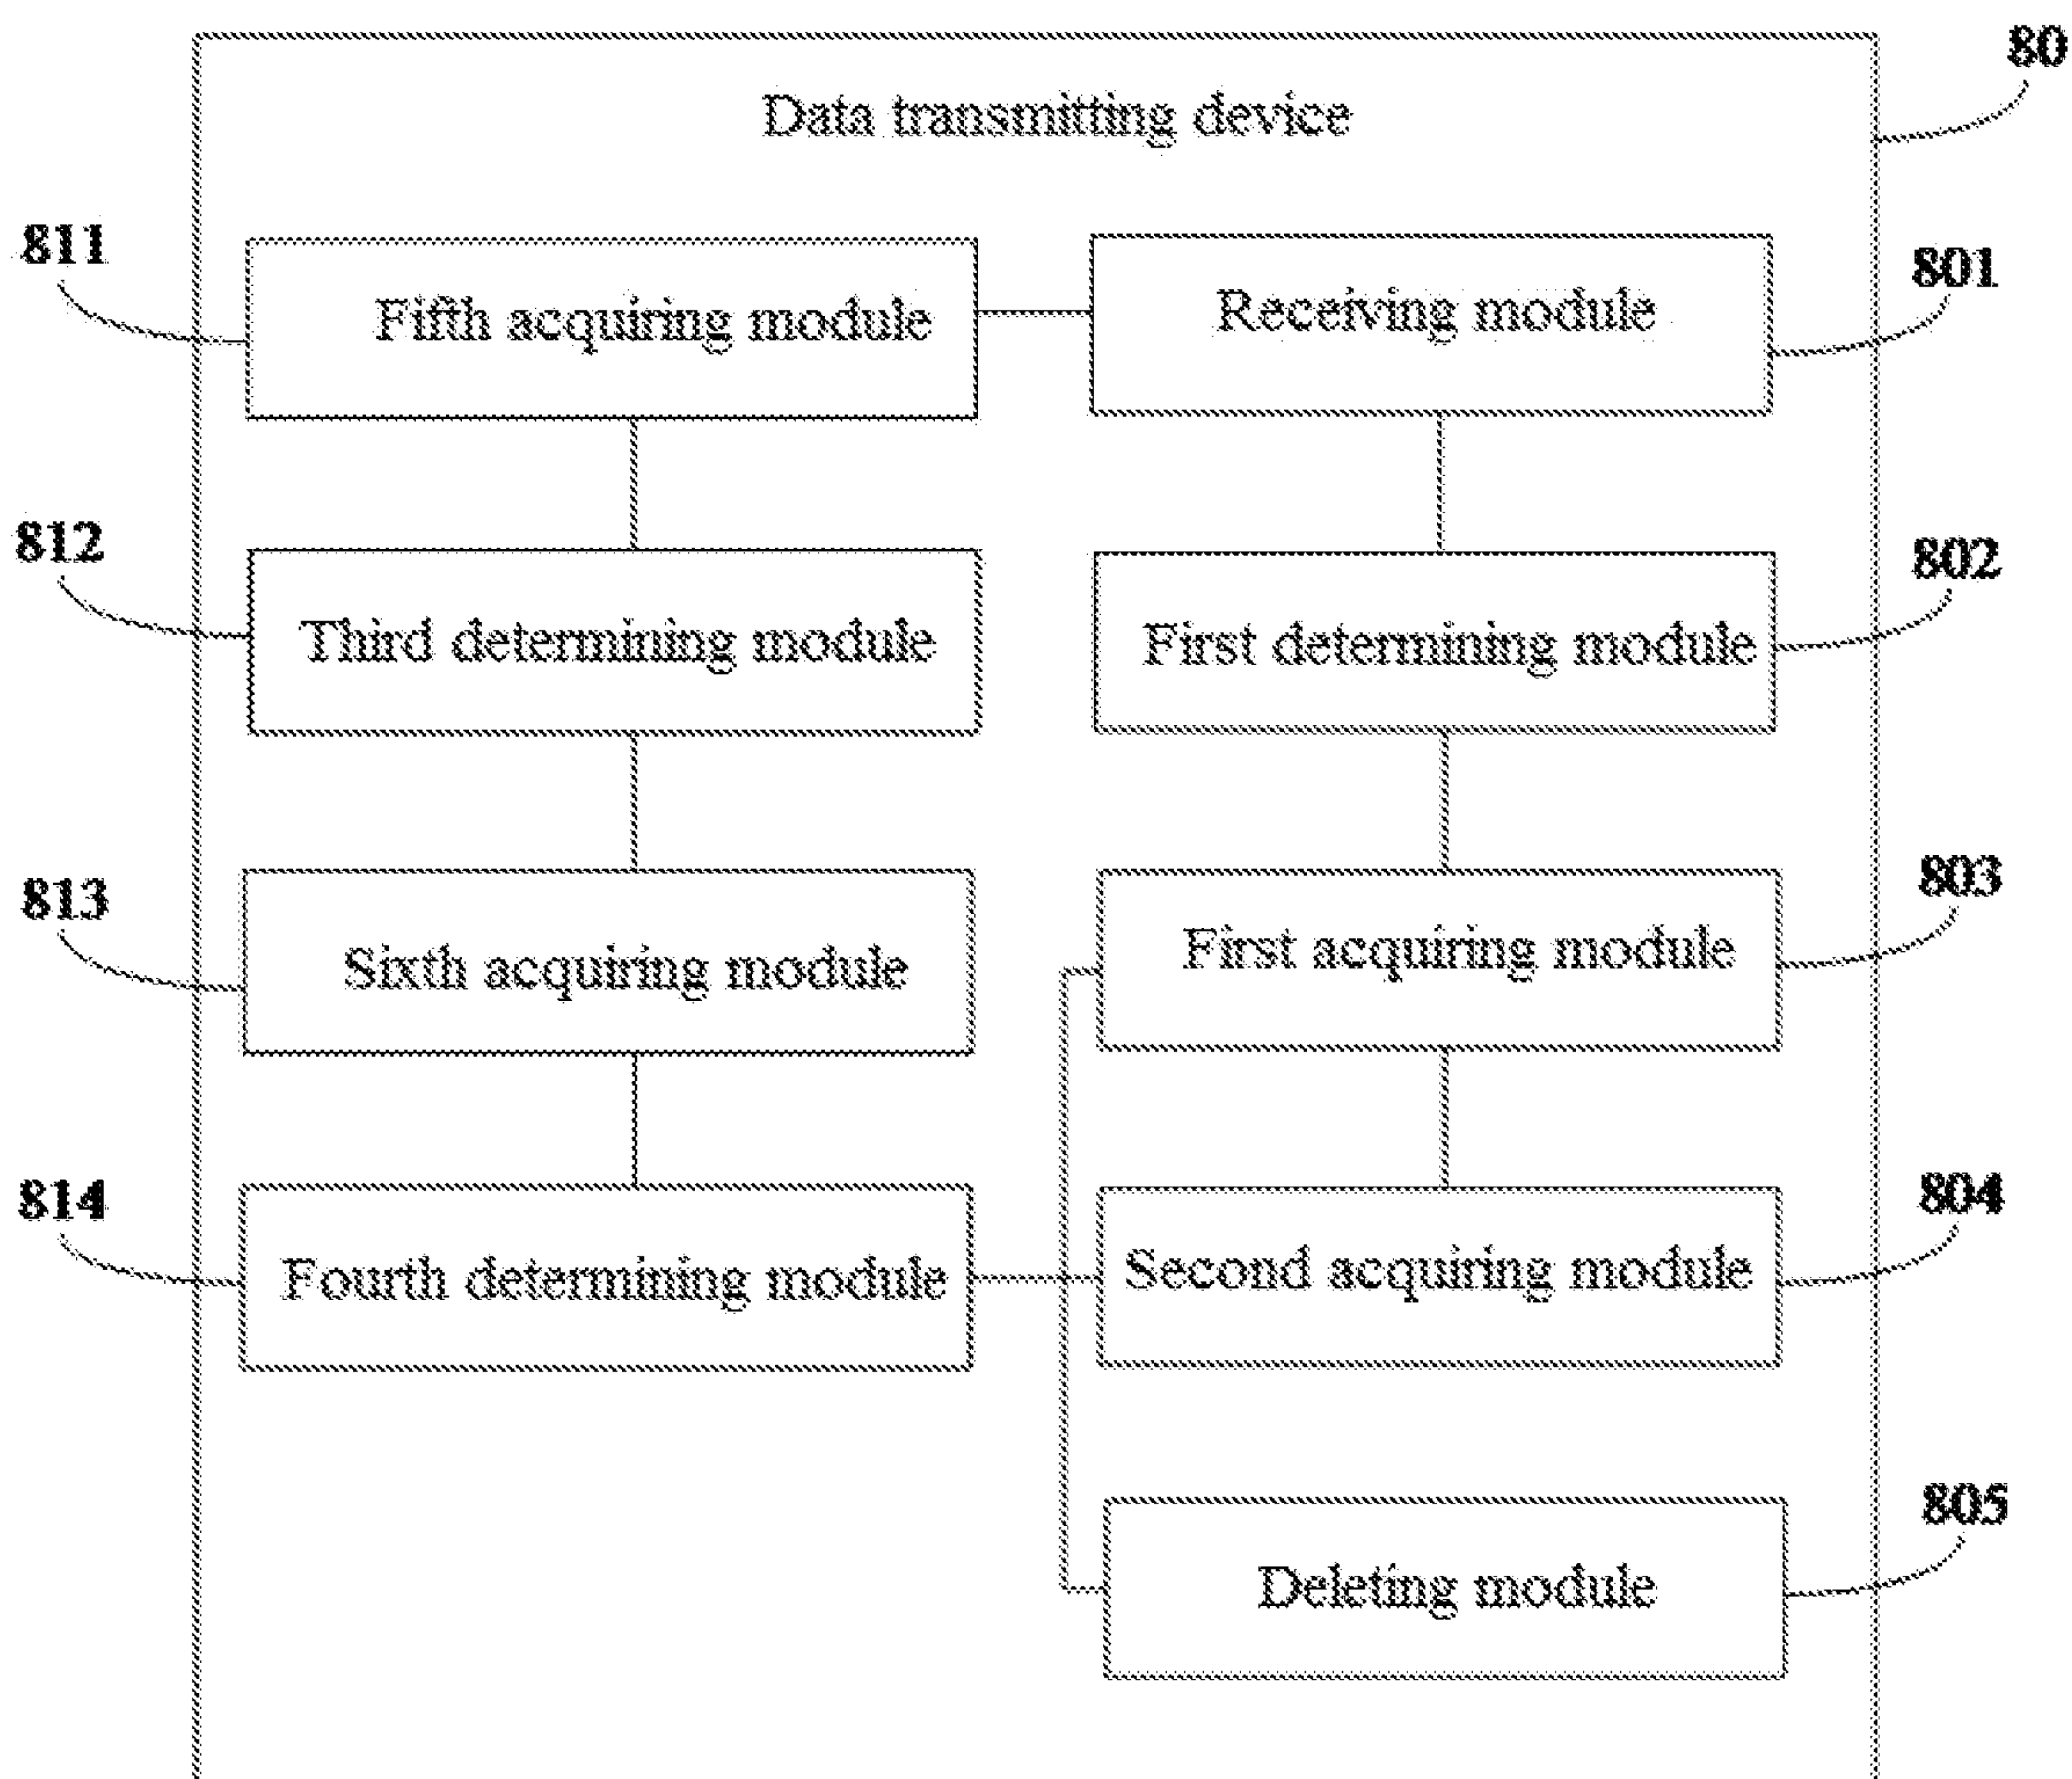 80
Data transmitting device
811
Fifth acquiring module
Receiving module
801
812
Third determining module
First determining module
802
813
Sixth acquiring module
First acquiring module
803
814
Fourth determining module
Second acquiring module
804
Deleting module
805